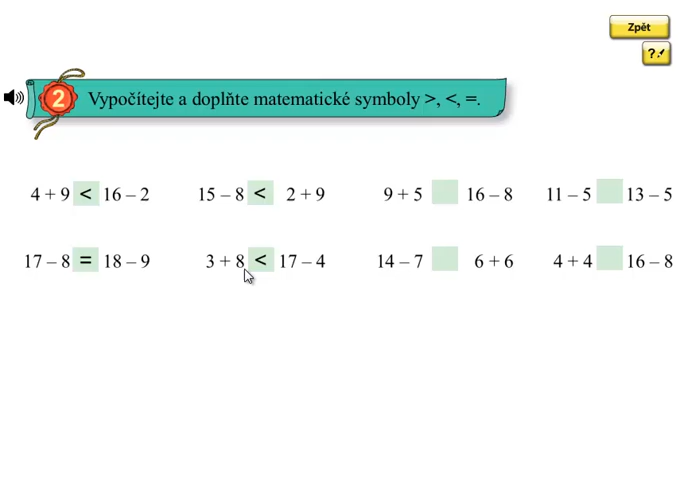 Zpět
?✓
2 Vypočítejte a doplňte matematické symboly >, <, =.
4 + 9 < 16 – 2 15 – 8 < 2 + 9 9 + 5 16 – 8 11 – 5 13 – 5
17 – 8 = 18 – 9 3 + 8 < 17 – 4 14 – 7 6 + 6 4 + 4 16 – 8